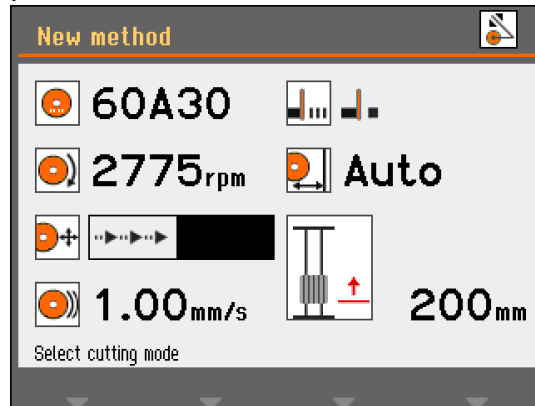 New method
60A30
2775rpm
Auto
1.00mm/s
200mm
Select cutting mode